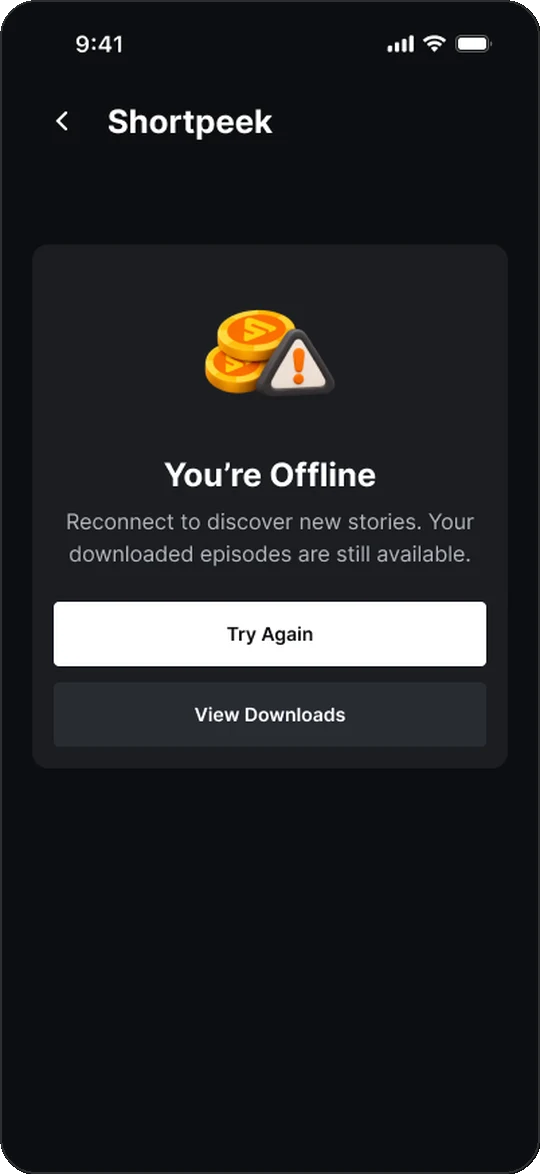 9:41
Shortpeek
You’re Offline
Reconnect to discover new stories. Your
downloaded episodes are still available.
Try Again
View Downloads